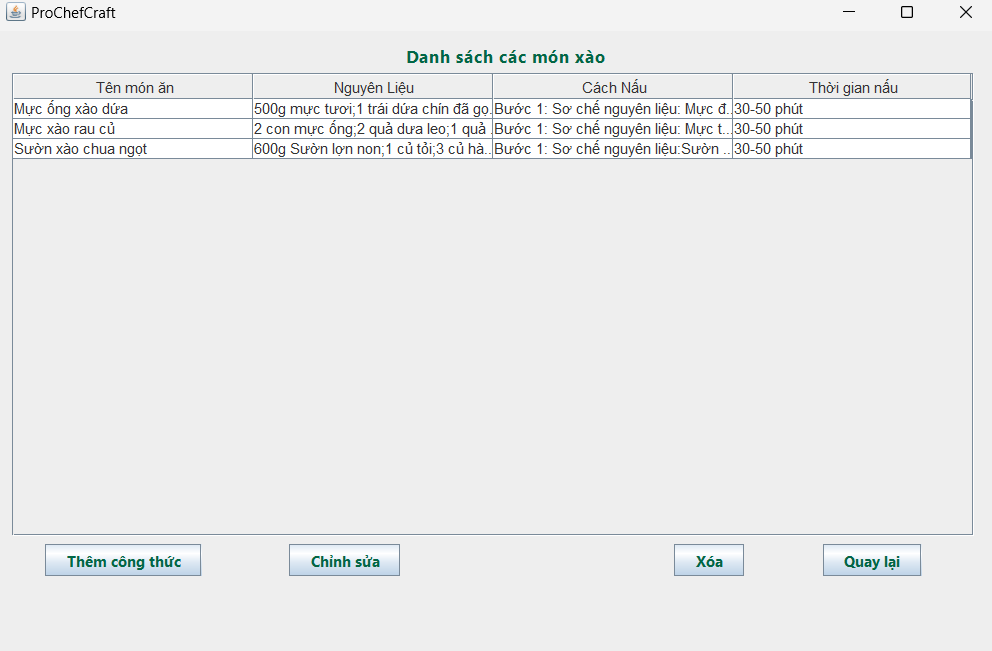 ProChefCraft
Danh sách các món xào
Tên món ăn Nguyên Liệu Cách Nấu Thời gian nấu
Mực ống xào dứa 500g mực tươi;1 trái dứa chín đã gọ... Bước 1: Sơ chế nguyên liệu: Mực đ... 30-50 phút
Mực xào rau củ 2 con mực ống;2 quả dưa leo;1 quả ... Bước 1: Sơ chế nguyên liệu: Mực t... 30-50 phút
Sườn xào chua ngọt 600g Sườn lợn non;1 củ tỏi;3 củ hà... Bước 1: Sơ chế nguyên liệu:Sườn ... 30-50 phút
Thêm công thức Chỉnh sửa Xóa Quay lại